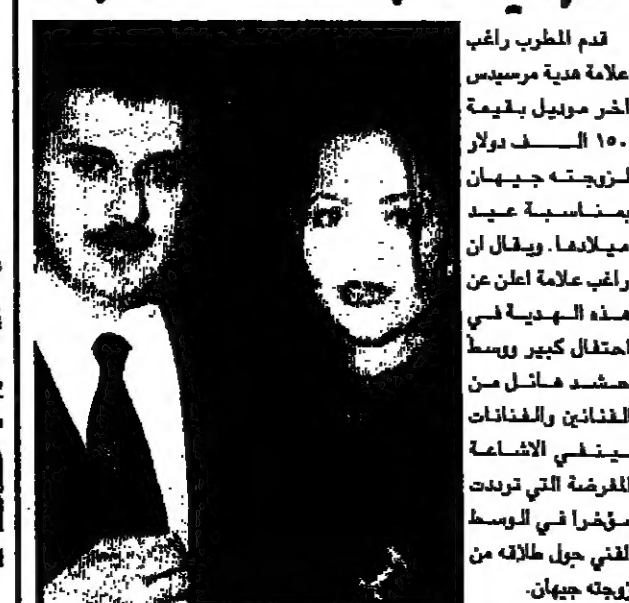 قدم المطرب راغب
علامة هدية مرسيدس
آخر موديل بقيمة
١٥٠ الف دولار
لزوجته جيهان
بمناسبة عيد
ميلادها. ويقال ان
راغب علامة اعلن عن
هذه الهدية في
احتفال كبير ووسط
حشد هائل من
الفنانين والفنانات
لينفي الاشاعة
المغرضة التي ترددت
مؤخرا في الوسط
الفني حول طلاقه من
زوجته جيهان.